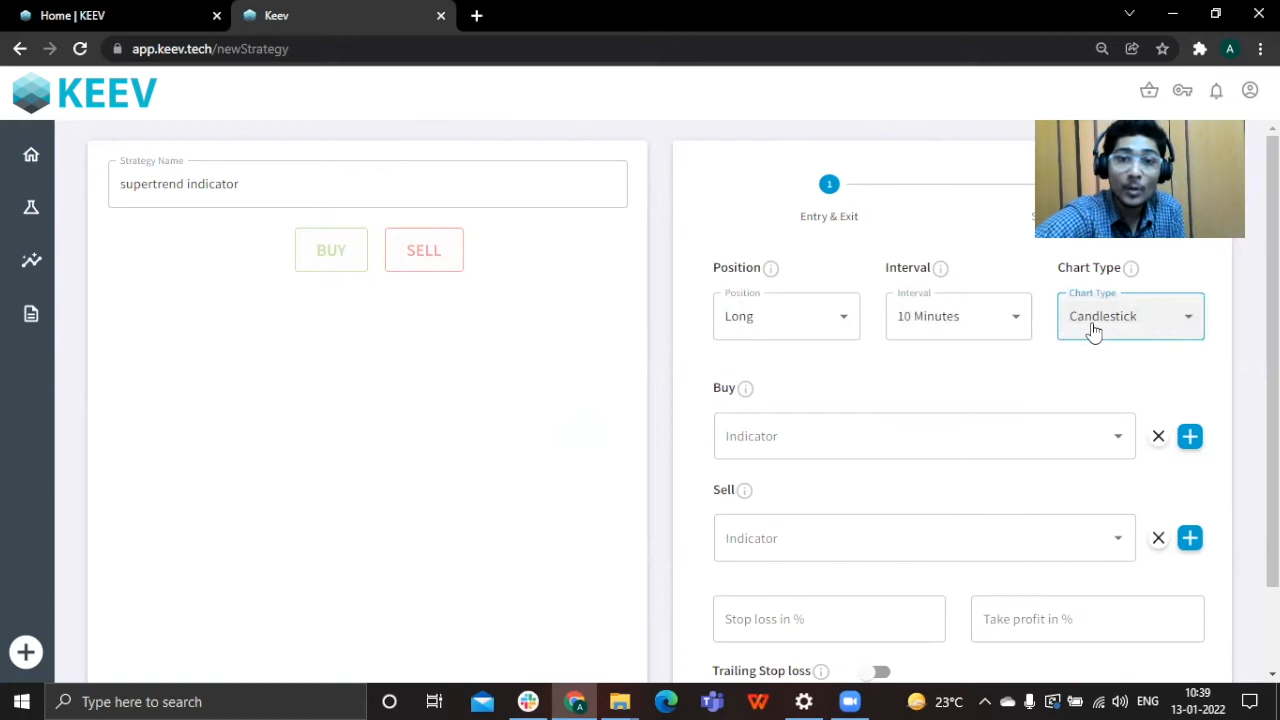 Home | KEEV
Keev
app.keev.tech/newStrategy
A
KEEV
Strategy Name
supertrend indicator
BUY
SELL
1
Entry & Exit
Position
Interval
Chart Type
Position
Long
Interval
10 Minutes
Chart Type
Candlestick
Buy
Indicator
Sell
Indicator
Stop loss in %
Take profit in %
Trailing Stop loss
Type here to search
23°C
ENG
10:39
13-01-2022